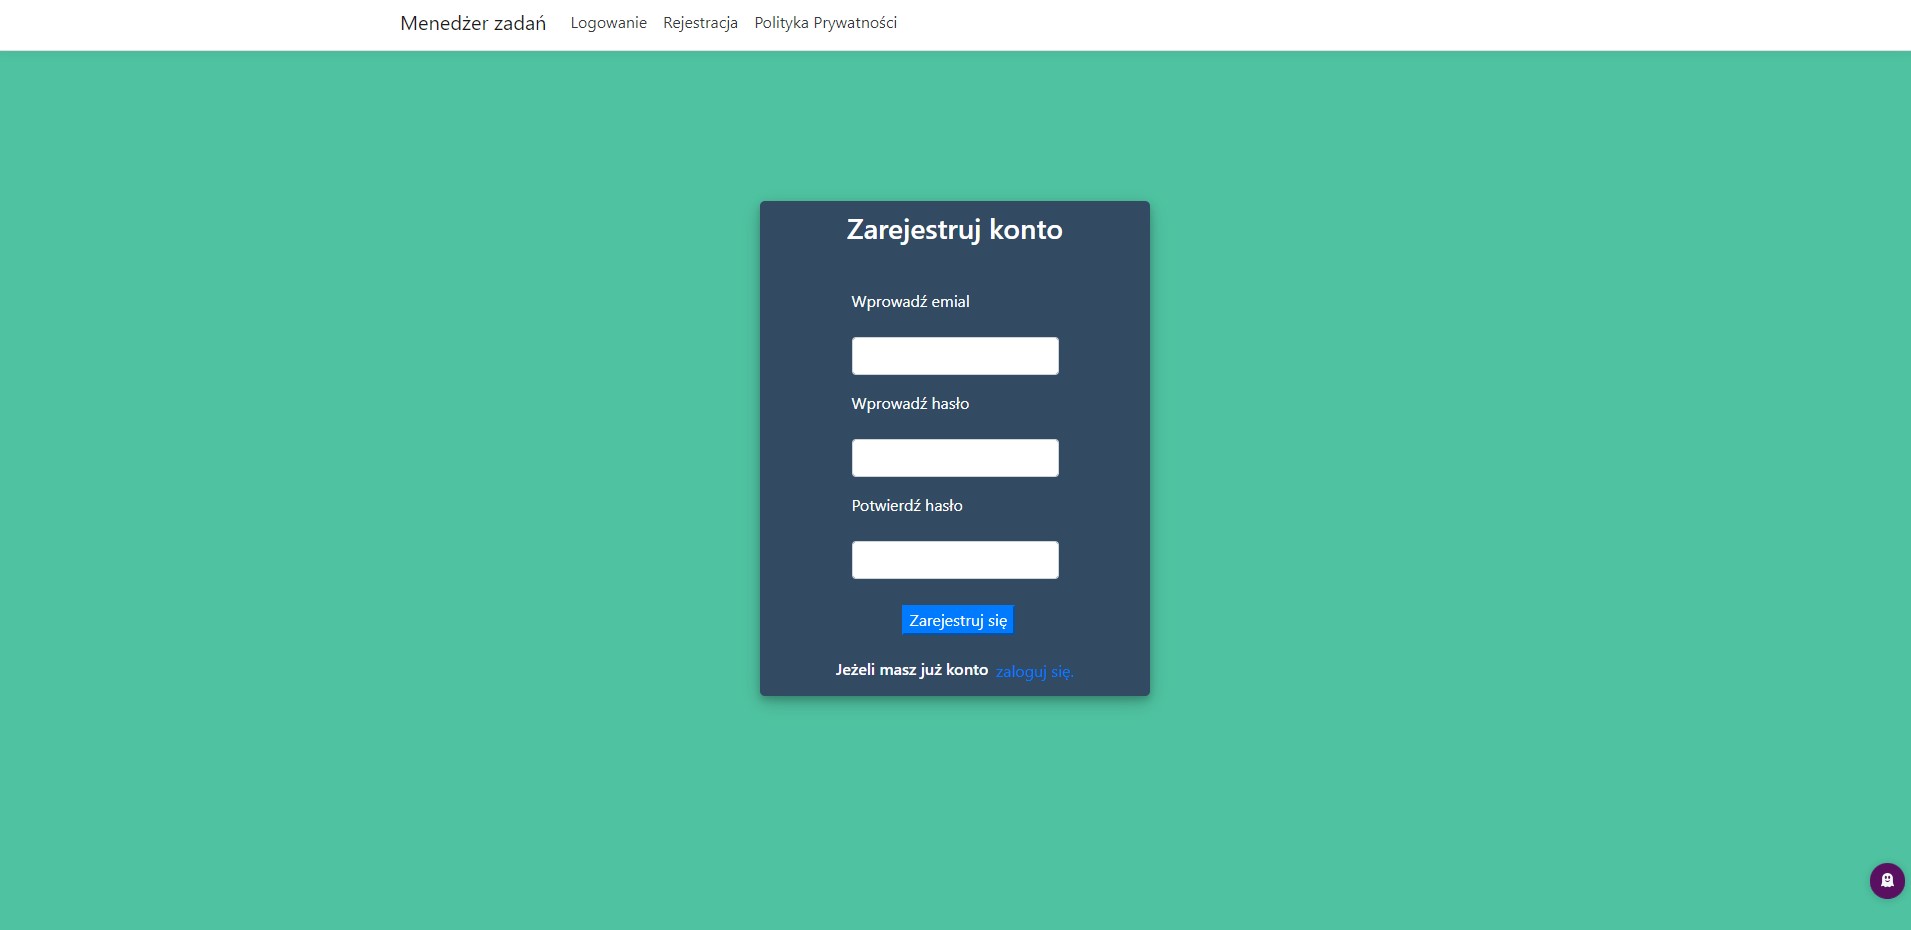 Menedżer zadań Logowanie Rejestracja Polityka Prywatności
Zarejestruj konto
Wprowadź emial
Wprowadź hasło
Potwierdź hasło
Zarejestruj się
Jeżeli masz już konto zaloguj się.